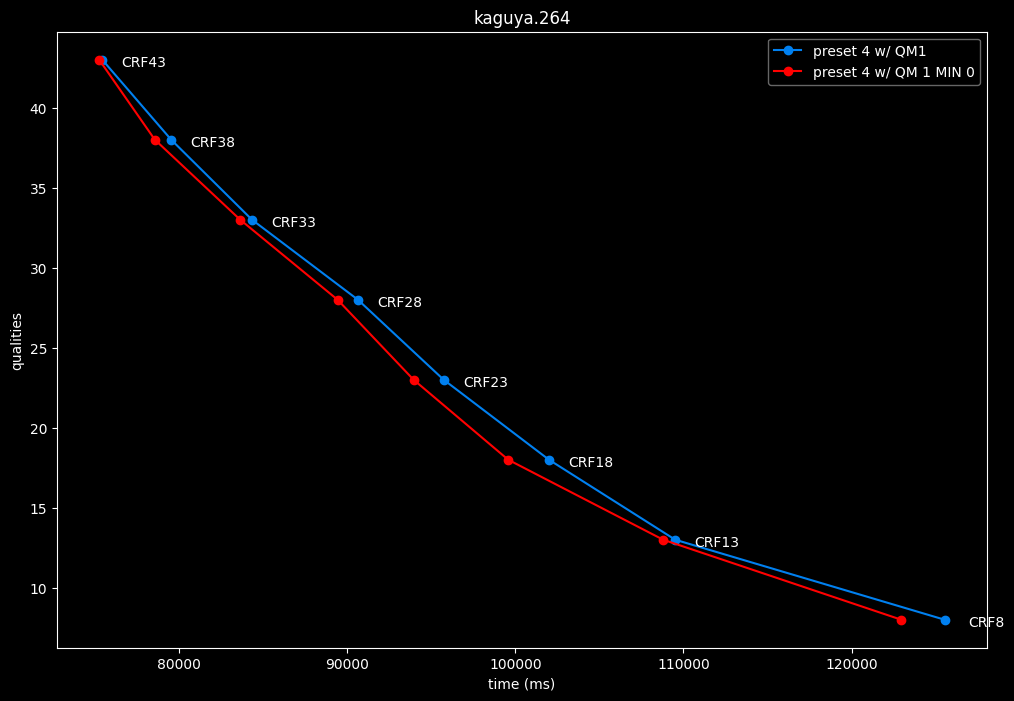 kaguya.264
preset 4 w/ QM1
preset 4 w/ QM 1 MIN 0
CRF43
CRF38
CRF33
CRF28
CRF23
CRF18
CRF13
CRF8
qualities
40
35
30
25
20
15
10
80000
90000
100000
110000
120000
time (ms)